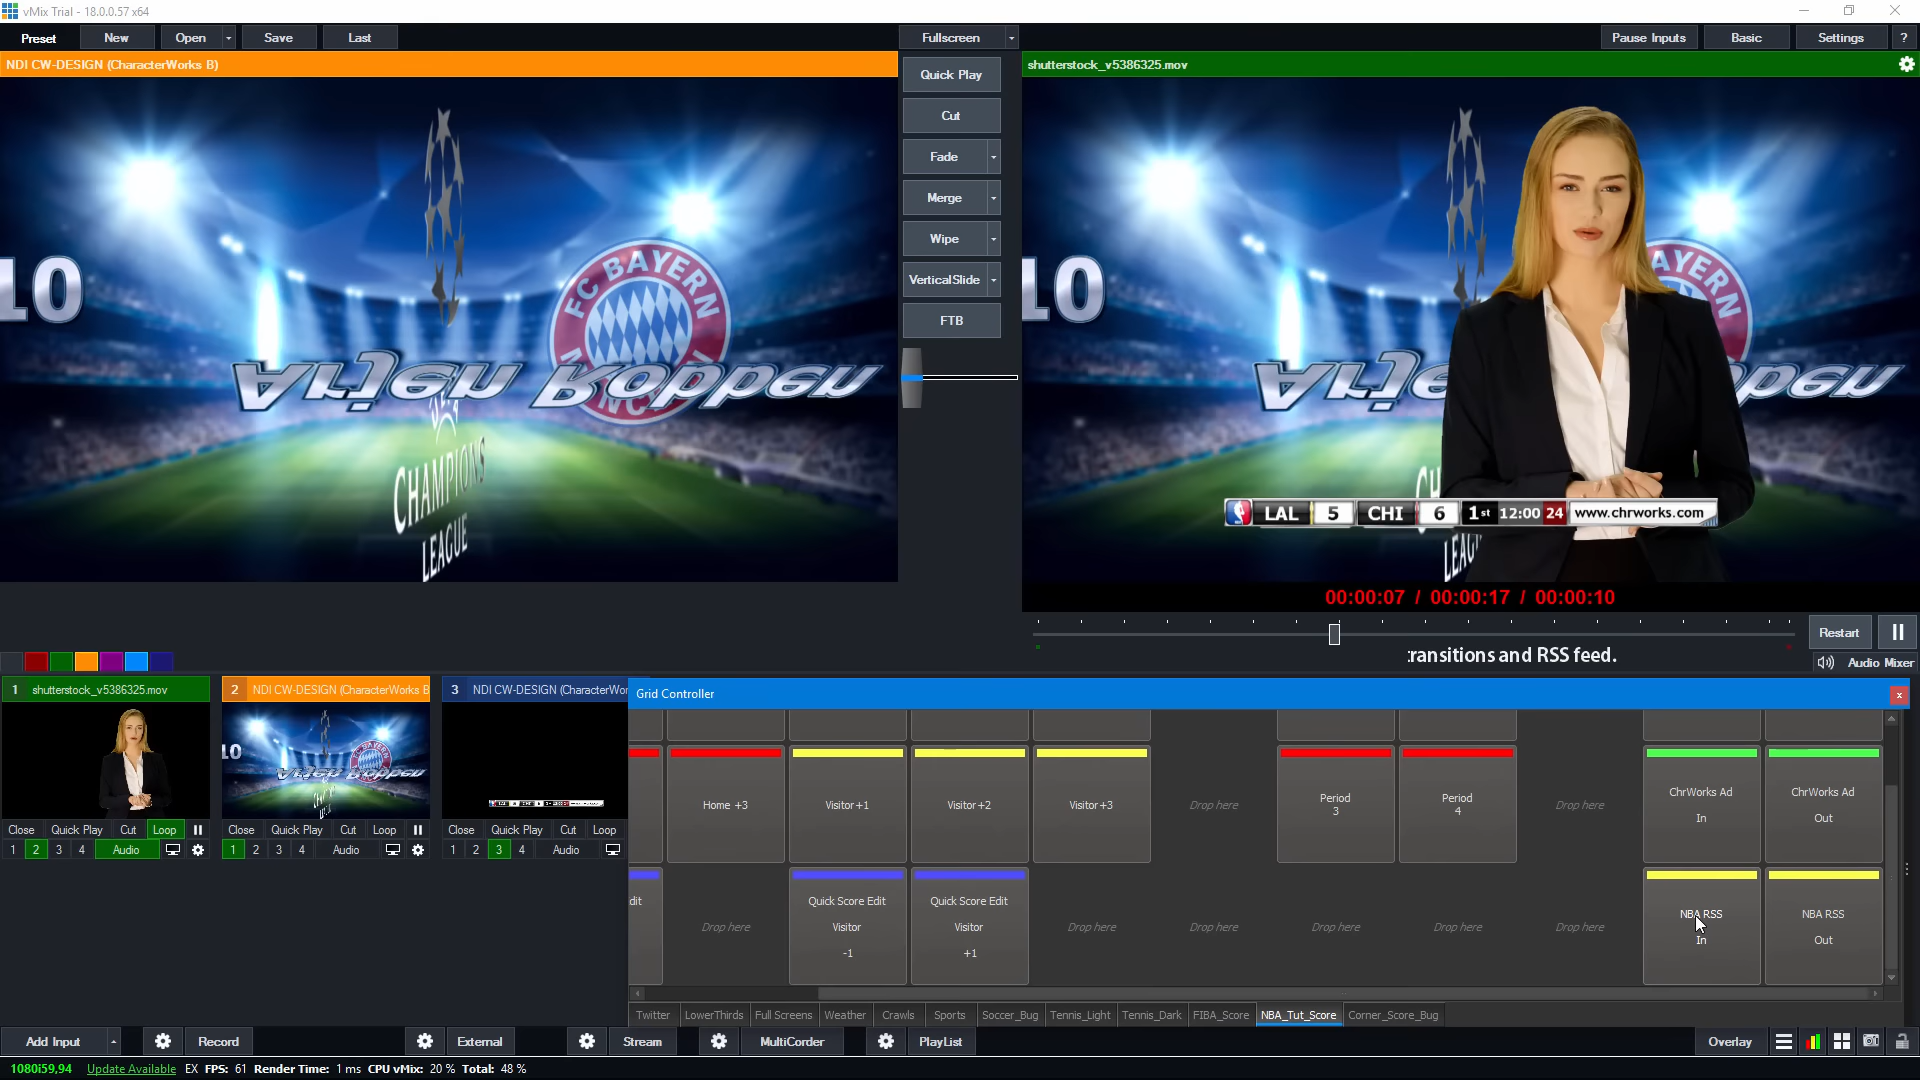 vMix Trial - 18.0.0.57 x64
Preset New Open Save Last Fullscreen Pause Inputs Basic Settings ?
NDI CW-DESIGN (CharacterWorks B)
shutterstock_v5386325.mov
Quick Play
Cut
Fade
Merge
Wipe
VerticalSlide
FTB
10
FC BAYERN
CHAMPIONS
LEAGUE
10
LAL 5 CHI 6 1st 12:00 24 www.chrworks.com
00:00:07 / 00:00:17 / 00:00:10
Restart
ransitions and RSS feed.
Audio Mixer
1 shutterstock_v5386325.mov
2 NDI CW-DESIGN (CharacterWorks B
3 NDI CW-DESIGN (CharacterWor
10
Close Quick Play Cut Loop
1 2 3 4 Audio
Close Quick Play Cut Loop
1 2 3 4 Audio
Close Quick Play Cut Loop
1 2 3 4 Audio
Grid Controller x
Home +3
Visitor+1
Visitor+2
Visitor+3
Drop here
Period
3
Period
4
Drop here
ChrWorks Ad
In
ChrWorks Ad
Out
dit
Drop here
Quick Score Edit
Visitor
-1
Quick Score Edit
Visitor
+1
Drop here
Drop here
Drop here
Drop here
Drop here
NBA RSS
In
NBA RSS
Out
Twitter LowerThirds Full Screens Weather Crawls Sports Soccer_Bug Tennis_Light Tennis_Dark FIBA_Score NBA_Tut_Score Corner_Score_Bug
Add Input Record External Stream MultiCorder PlayList Overlay
1080i59,94 Update Available EX FPS: 61 Render Time: 1 ms CPU vMix: 20 % Total: 48 %